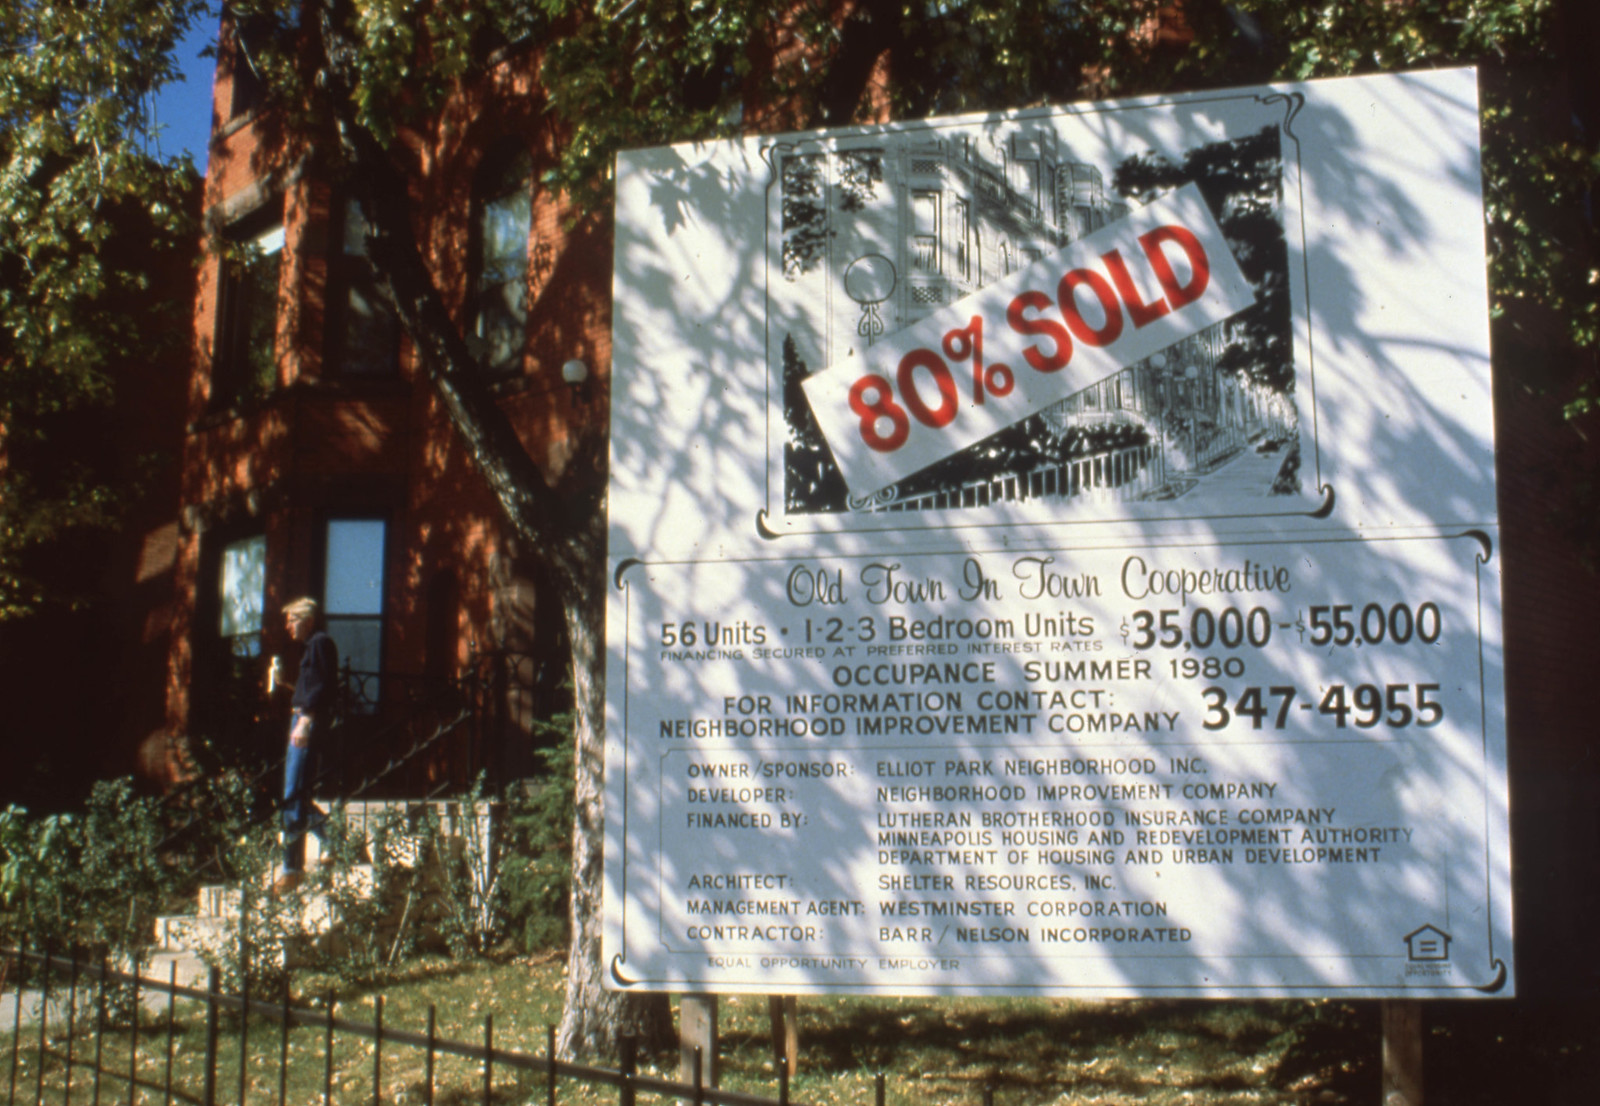 80% SOLD
Old Town In Town Cooperative
56 Units · 1-2-3 Bedroom Units $35,000-$55,000
FINANCING SECURED AT PREFERRED INTEREST RATES
OCCUPANCE SUMMER 1980
FOR INFORMATION CONTACT:
NEIGHBORHOOD IMPROVEMENT COMPANY 347-4955
OWNER/SPONSOR: ELLIOT PARK NEIGHBORHOOD INC.
DEVELOPER: NEIGHBORHOOD IMPROVEMENT COMPANY
FINANCED BY: LUTHERAN BROTHERHOOD INSURANCE COMPANY
MINNEAPOLIS HOUSING AND REDEVELOPMENT AUTHORITY
DEPARTMENT OF HOUSING AND URBAN DEVELOPMENT
ARCHITECT: SHELTER RESOURCES, INC.
MANAGEMENT AGENT: WESTMINSTER CORPORATION
CONTRACTOR: BARR/NELSON INCORPORATED
EQUAL OPPORTUNITY EMPLOYER